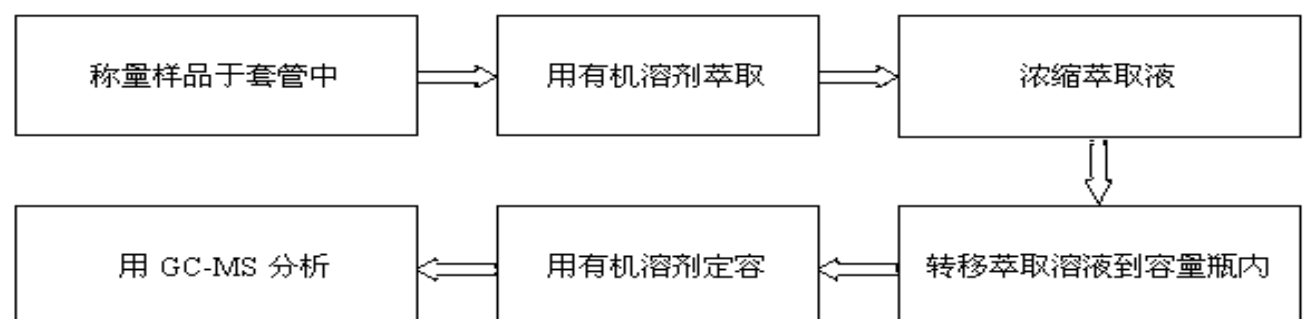 称量样品于套管中
用有机溶剂萃取
浓缩萃取液
转移萃取溶液到容量瓶内
用有机溶剂定容
用 GC-MS 分析